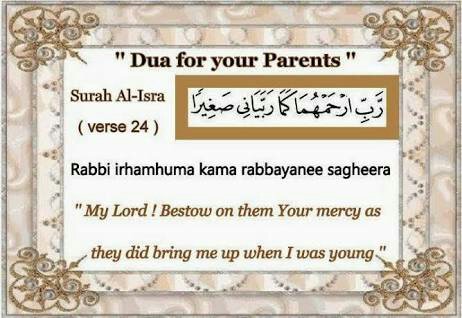 " Dua for your Parents "
Surah Al-Isra
( verse 24 )
رَّبِّ ارْحَمْهُمَا كَمَا رَبَّيَانِي صَغِيرًا
Rabbi irhamhuma kama rabbayanee sagheera
" My Lord ! Bestow on them Your mercy as
they did bring me up when I was young "